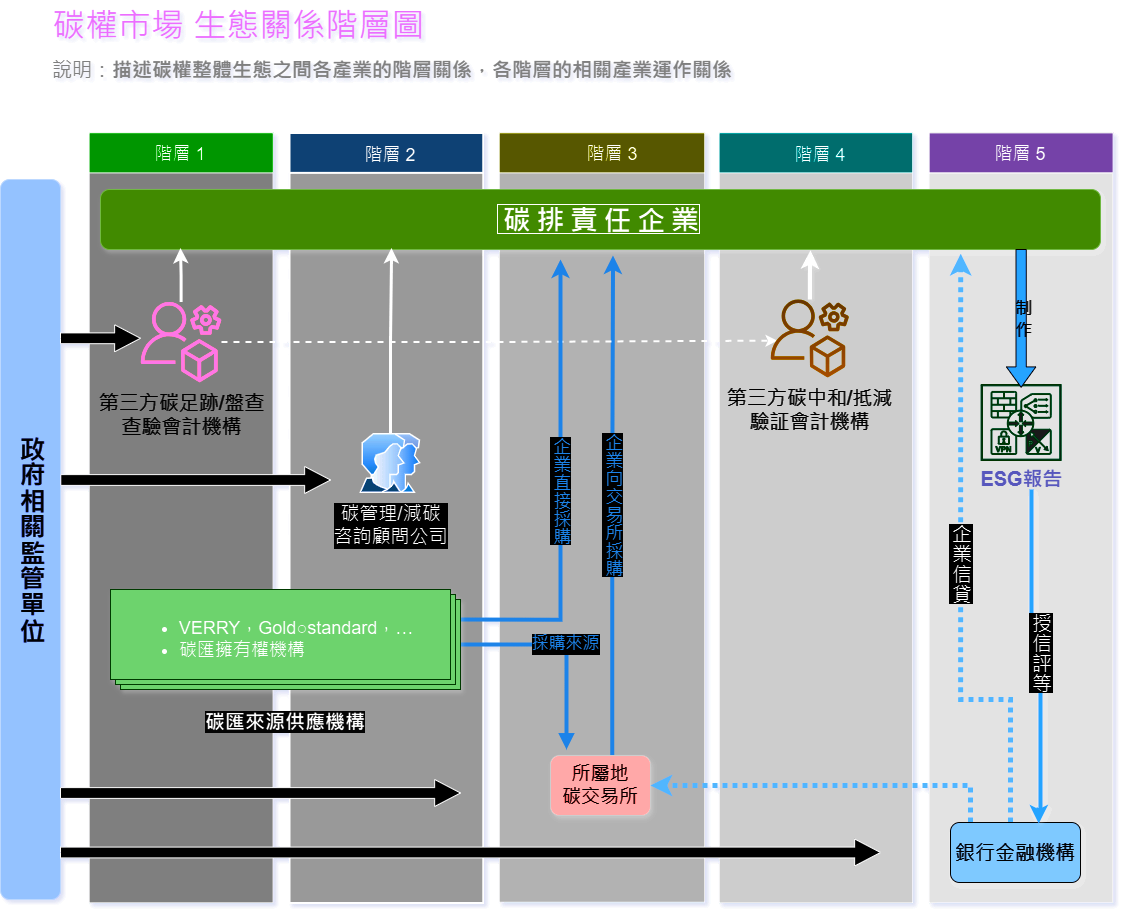 碳權市場 生態關係階層圖
說明：描述碳權整體生態之間各產業的階層關係，各階層的相關產業運作關係
階層 1
階層 2
階層 3
階層 4
階層 5
碳排責任企業
制
作
第三方碳足跡/盤查
查驗會計機構
第三方碳中和/抵減
驗証會計機構
VPN
ESG報告
政府相關監管單位
企業直接採購
企業向交易所採購
碳管理/減碳
咨詢顧問公司
企業信貸
授信評等
VERRY，Gold○standard，...
碳匯擁有權機構
採購來源
碳匯來源供應機構
所屬地
碳交易所
銀行金融機構